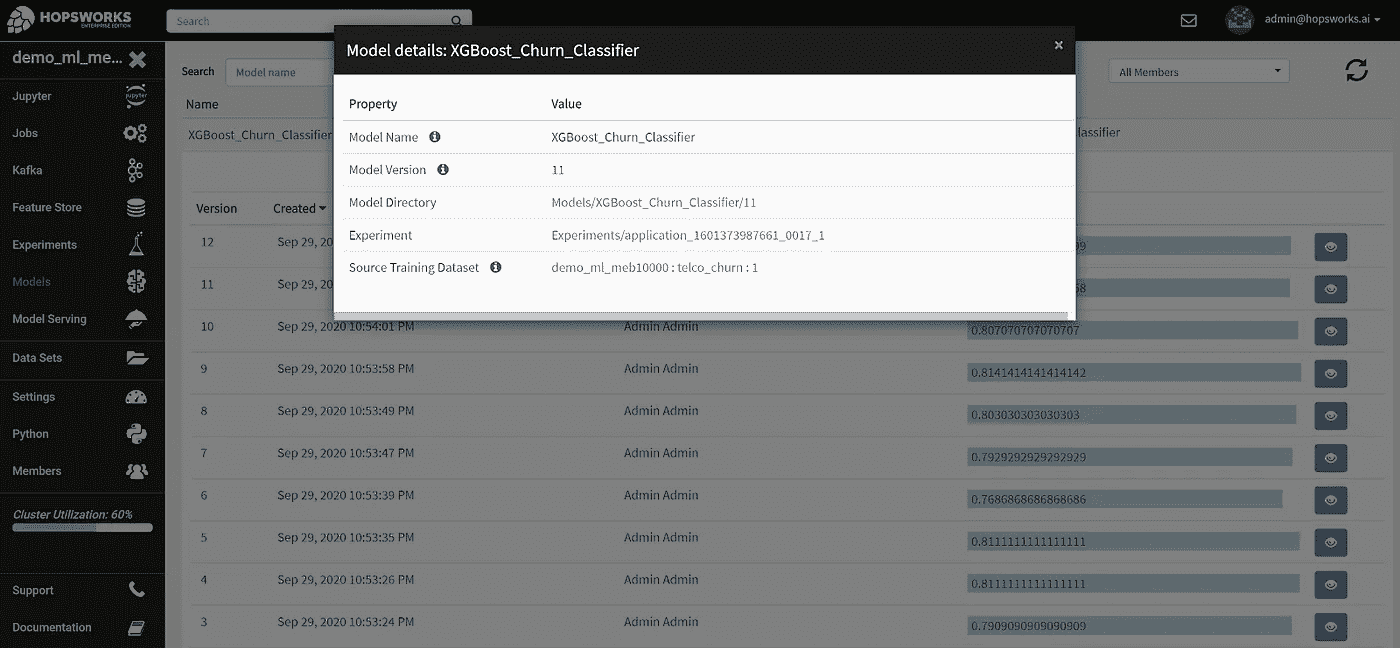 HOPSWORKS
ENTERPRISE EDITION
Search
admin@hopsworks.ai
demo_ml_me...
Jupyter
jupyter
Jobs
Kafka
Feature Store
Experiments
Models
Model Serving
Data Sets
Settings
Python
Members
Cluster Utilization: 60%
Support
Documentation
Search Model name
All Members
Name
XGBoost_Churn_Classifier
lassifier
Model details: XGBoost_Churn_Classifier ×
Property Value
Model Name XGBoost_Churn_Classifier
Model Version 11
Model Directory Models/XGBoost_Churn_Classifier/11
Experiment Experiments/application_1601373987661_0017_1
Source Training Dataset demo_ml_meb10000 : telco_churn : 1
Version Created
12 Sep 29, 20 99
11 Sep 29, 20 68
10 Sep 29, 2020 10:54:01 PM Admin Admin 0.807070707070707
9 Sep 29, 2020 10:53:58 PM Admin Admin 0.8141414141414142
8 Sep 29, 2020 10:53:49 PM Admin Admin 0.803030303030303
7 Sep 29, 2020 10:53:47 PM Admin Admin 0.7929292929292929
6 Sep 29, 2020 10:53:39 PM Admin Admin 0.7686868686868686
5 Sep 29, 2020 10:53:35 PM Admin Admin 0.8111111111111111
4 Sep 29, 2020 10:53:26 PM Admin Admin 0.8111111111111111
3 Sep 29, 2020 10:53:24 PM Admin Admin 0.7909090909090909